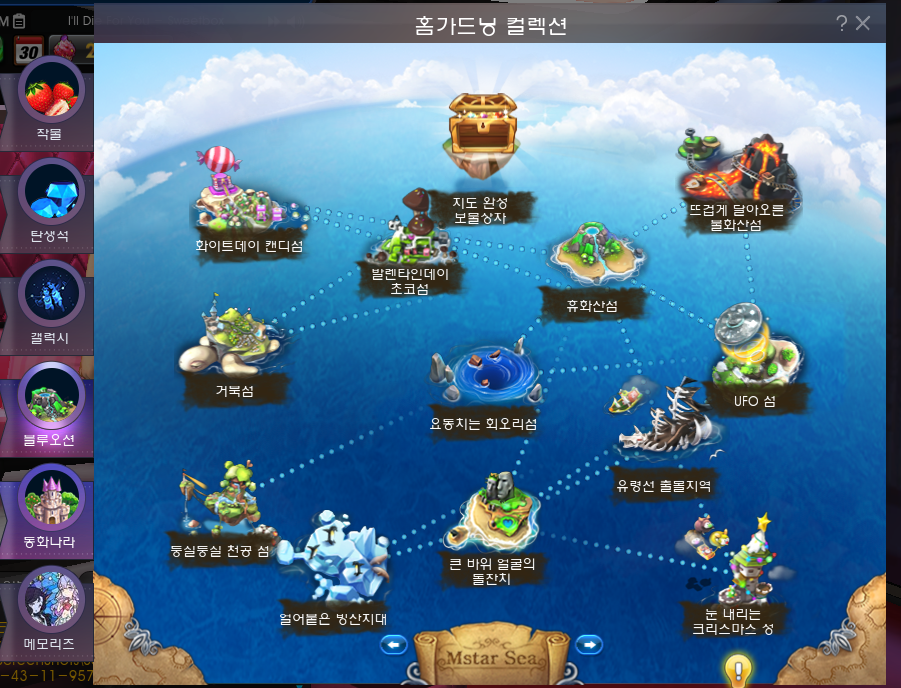 I'll Di
홈가드닝 컬렉션
?
30
작물
탄생석
갤럭시
블루오션
동화나라
메모리즈
지도 완성
보물상자
뜨겁게 달아오른
불화산섬
화이트데이 캔디섬
발렌타인데이
초코섬
휴화산섬
거북섬
요동치는 회오리섬
UFO 섬
유령선 출몰지역
둥실둥실 천공 섬
큰 바위 얼굴의
돌잔치
얼어붙은 빙산지대
눈 내리는
크리스마스 성
Mstar Sea
-43-11-957